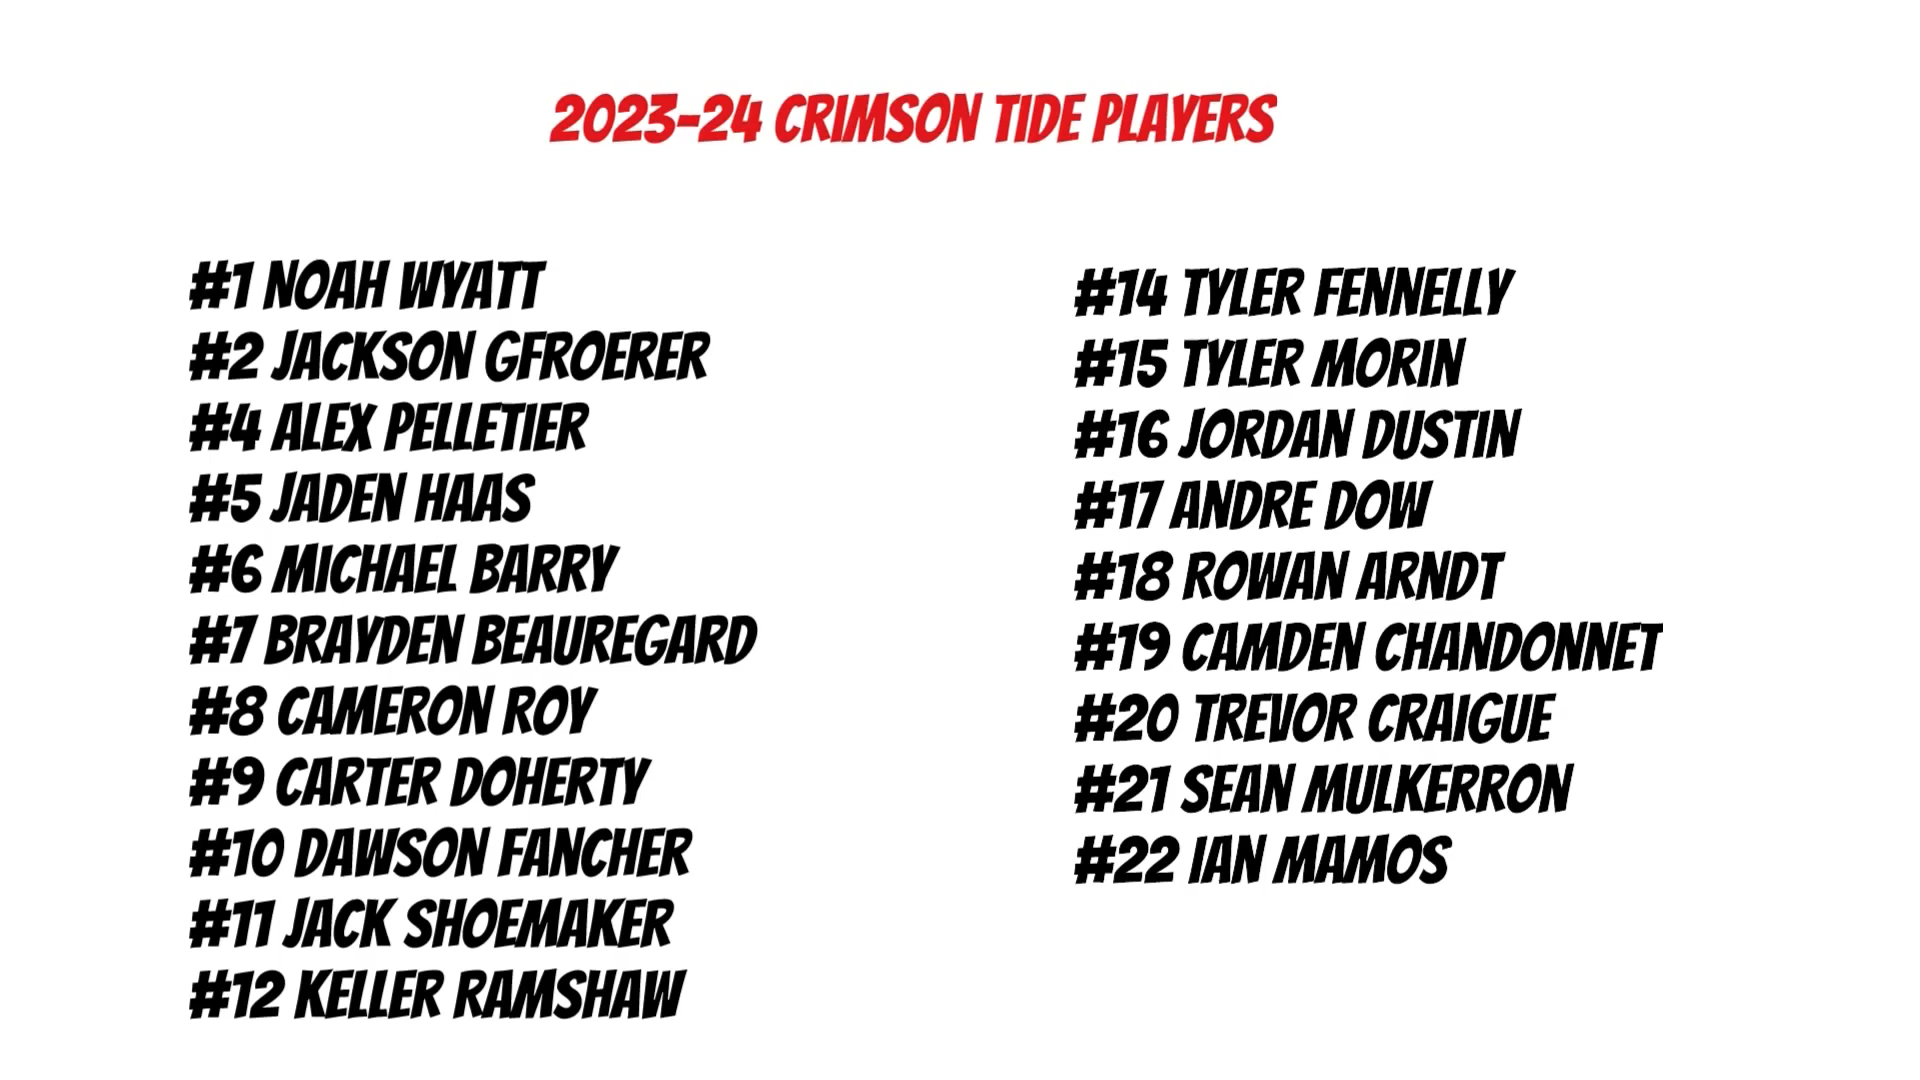 2023-24 CRIMSON TIDE PLAYERS
#1 NOAH WYATT
#2 JACKSON GFROERER
#4 ALEX PELLETIER
#5 JADEN HAAS
#6 MICHAEL BARRY
#7 BRAYDEN BEAUREGARD
#8 CAMERON ROY
#9 CARTER DOHERTY
#10 DAWSON FANCHER
#11 JACK SHOEMAKER
#12 KELLER RAMSHAW
#14 TYLER FENNELLY
#15 TYLER MORIN
#16 JORDAN DUSTIN
#17 ANDRE DOW
#18 ROWAN ARNDT
#19 CAMDEN CHANDONNET
#20 TREVOR CRAIGUE
#21 SEAN MULKERRON
#22 IAN MAMOS